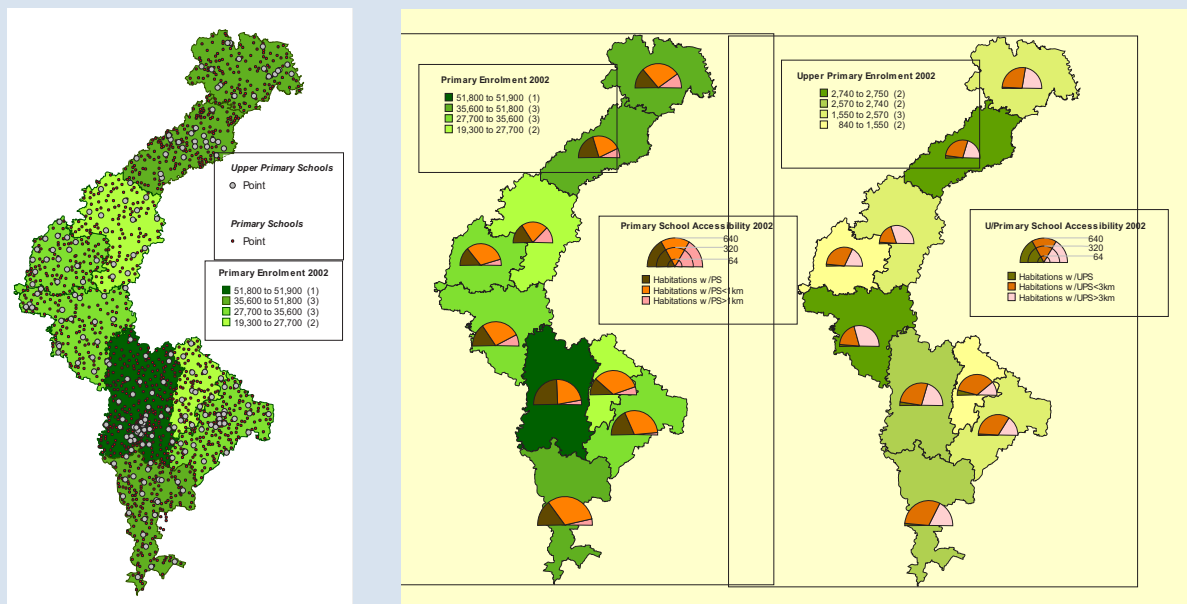 Upper Primary Schools
Point
Primary Schools
Point
Primary Enrolment 2002
51,800 to 51,900 (1)
35,600 to 51,800 (3)
27,700 to 35,600 (3)
19,300 to 27,700 (2)
Primary Enrolment 2002
51,800 to 51,900 (1)
35,600 to 51,800 (3)
27,700 to 35,600 (3)
19,300 to 27,700 (2)
Primary School Accessibility 2002
640
320
64
Habitations w/PS
Habitations w/PS<1km
Habitations w/PS>1km
Upper Primary Enrolment 2002
2,740 to 2,750 (2)
2,570 to 2,740 (2)
1,550 to 2,570 (3)
840 to 1,550 (2)
U/Primary School Accessibility 2002
640
320
64
Habitations w/UPS
Habitations w/UPS<3km
Habitations w/UPS>3km